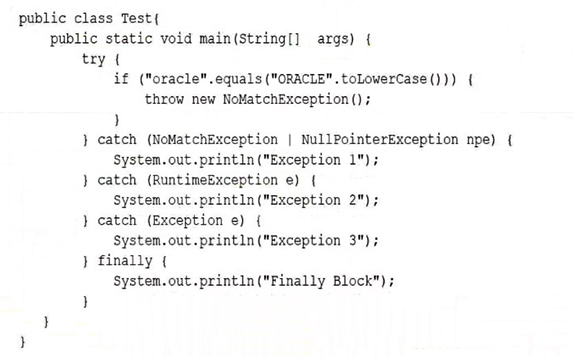 public class Test{
public static void main(String[] args) {
try {
if ("oracle".equals("ORACLE".toLowerCase())) {
throw new NoMatchException();
}
} catch (NoMatchException | NullPointerException npe) {
System.out.println("Exception 1");
} catch (RuntimeException e) {
System.out.println("Exception 2");
} catch (Exception e) {
System.out.println("Exception 3");
} finally {
System.out.println("Finally Block");
}
}
}